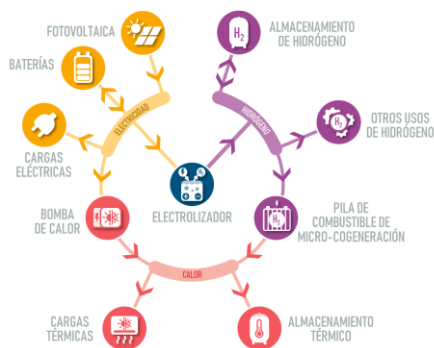 FOTOVOLTAICA
ALMACENAMIENTO
DE HIDRÓGENO
H₂
BATERÍAS
ELECTRICIDAD
HIDRÓGENO
H₂
OTROS USOS
DE HIDRÓGENO
CARGAS
ELÉCTRICAS
ELECTROLIZADOR
BOMBA
DE CALOR
H₂
PILA DE
COMBUSTIBLE DE
MICRO-COGENERACIÓN
CALOR
CARGAS
TÉRMICAS
ALMACENAMIENTO
TÉRMICO